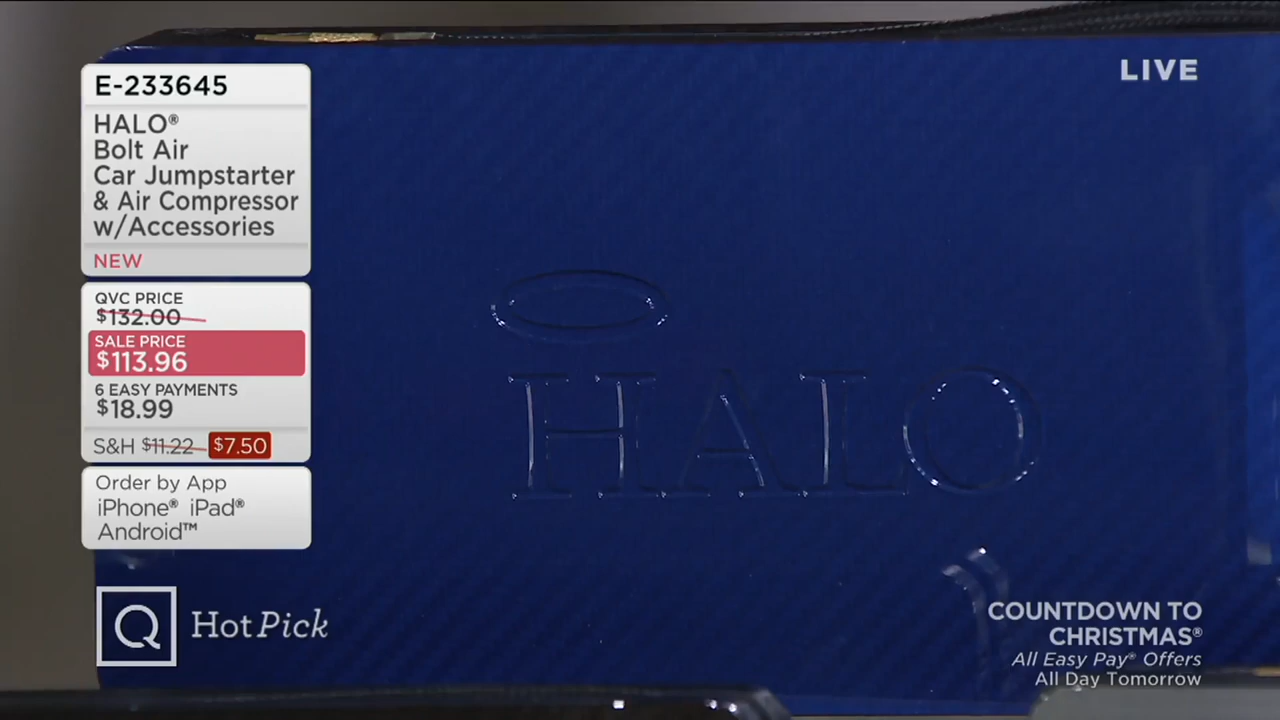 E-233645
HALO®
Bolt Air
Car Jumpstarter
& Air Compressor
w/Accessories
NEW
QVC PRICE
$132.00
SALE PRICE
$113.96
6 EASY PAYMENTS
$18.99
S&H $11.22 $7.50
Order by App
iPhone® iPad®
Android™
Q Hot Pick
LIVE
HALO
COUNTDOWN TO
CHRISTMAS®
All Easy Pay® Offers
All Day Tomorrow